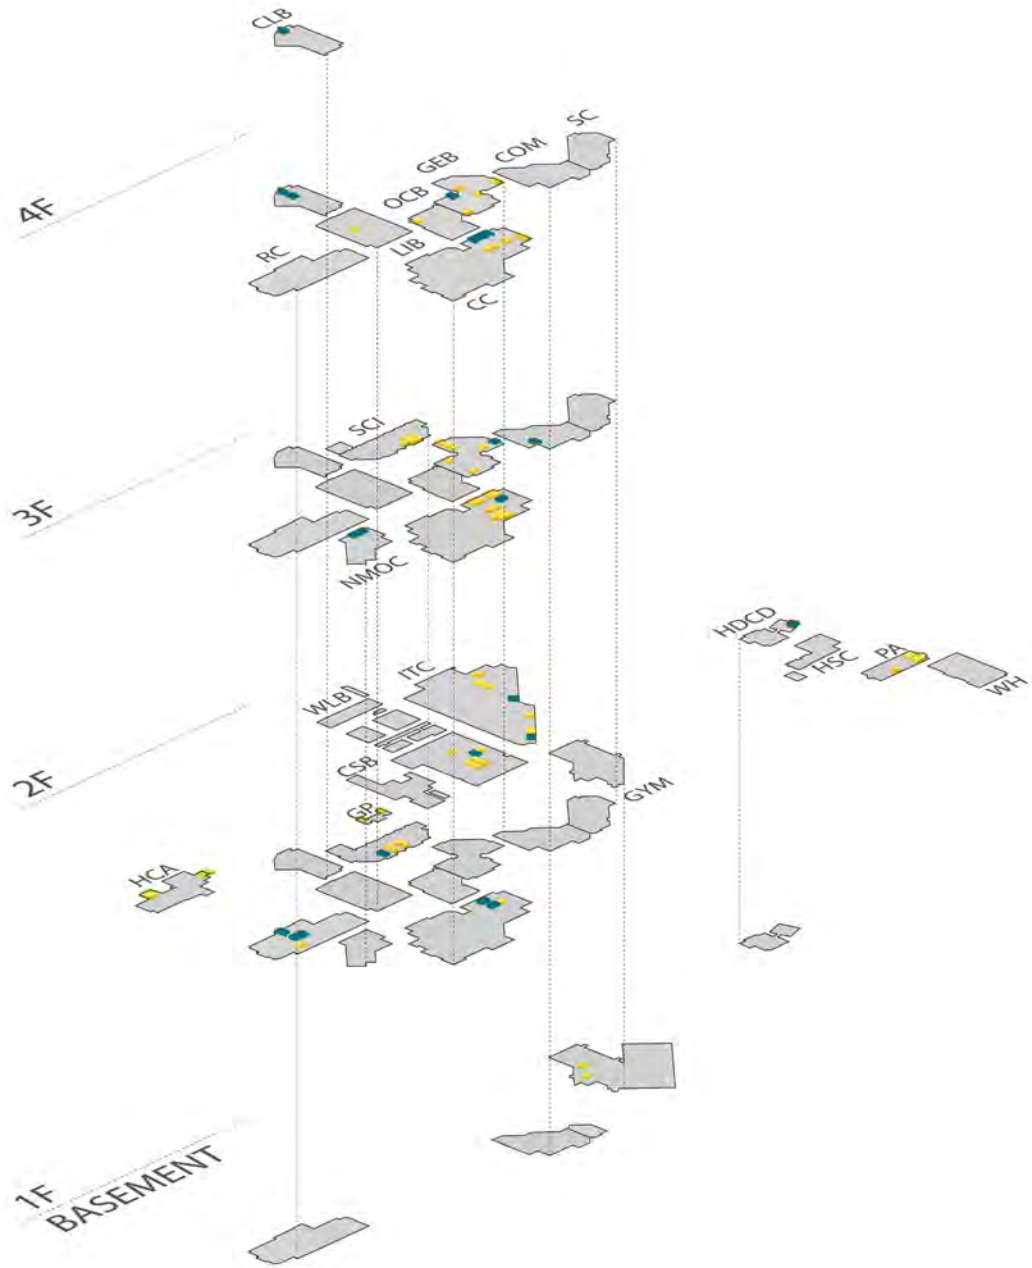 CLB
SC
COM
GEB
OCB
4F
LIB
RC
CC
SCI
3F
NMOC
HDCD
HSC
PA
WH
ITC
WLB
2F
CSB
GYM
GP
HCA
1F
BASEMENT